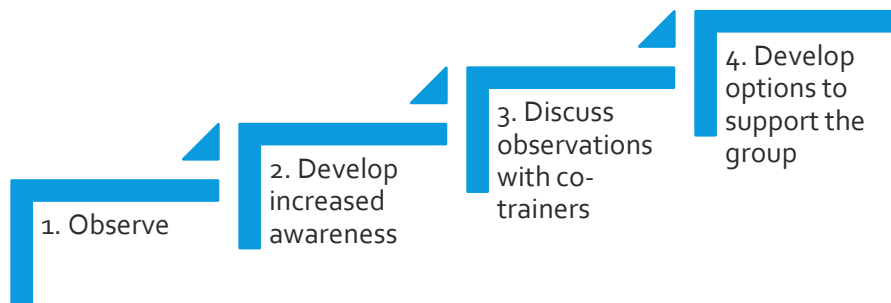 1. Observe
2. Develop
increased
awareness
3. Discuss
observations
with co-
trainers
4. Develop
options to
support the
group